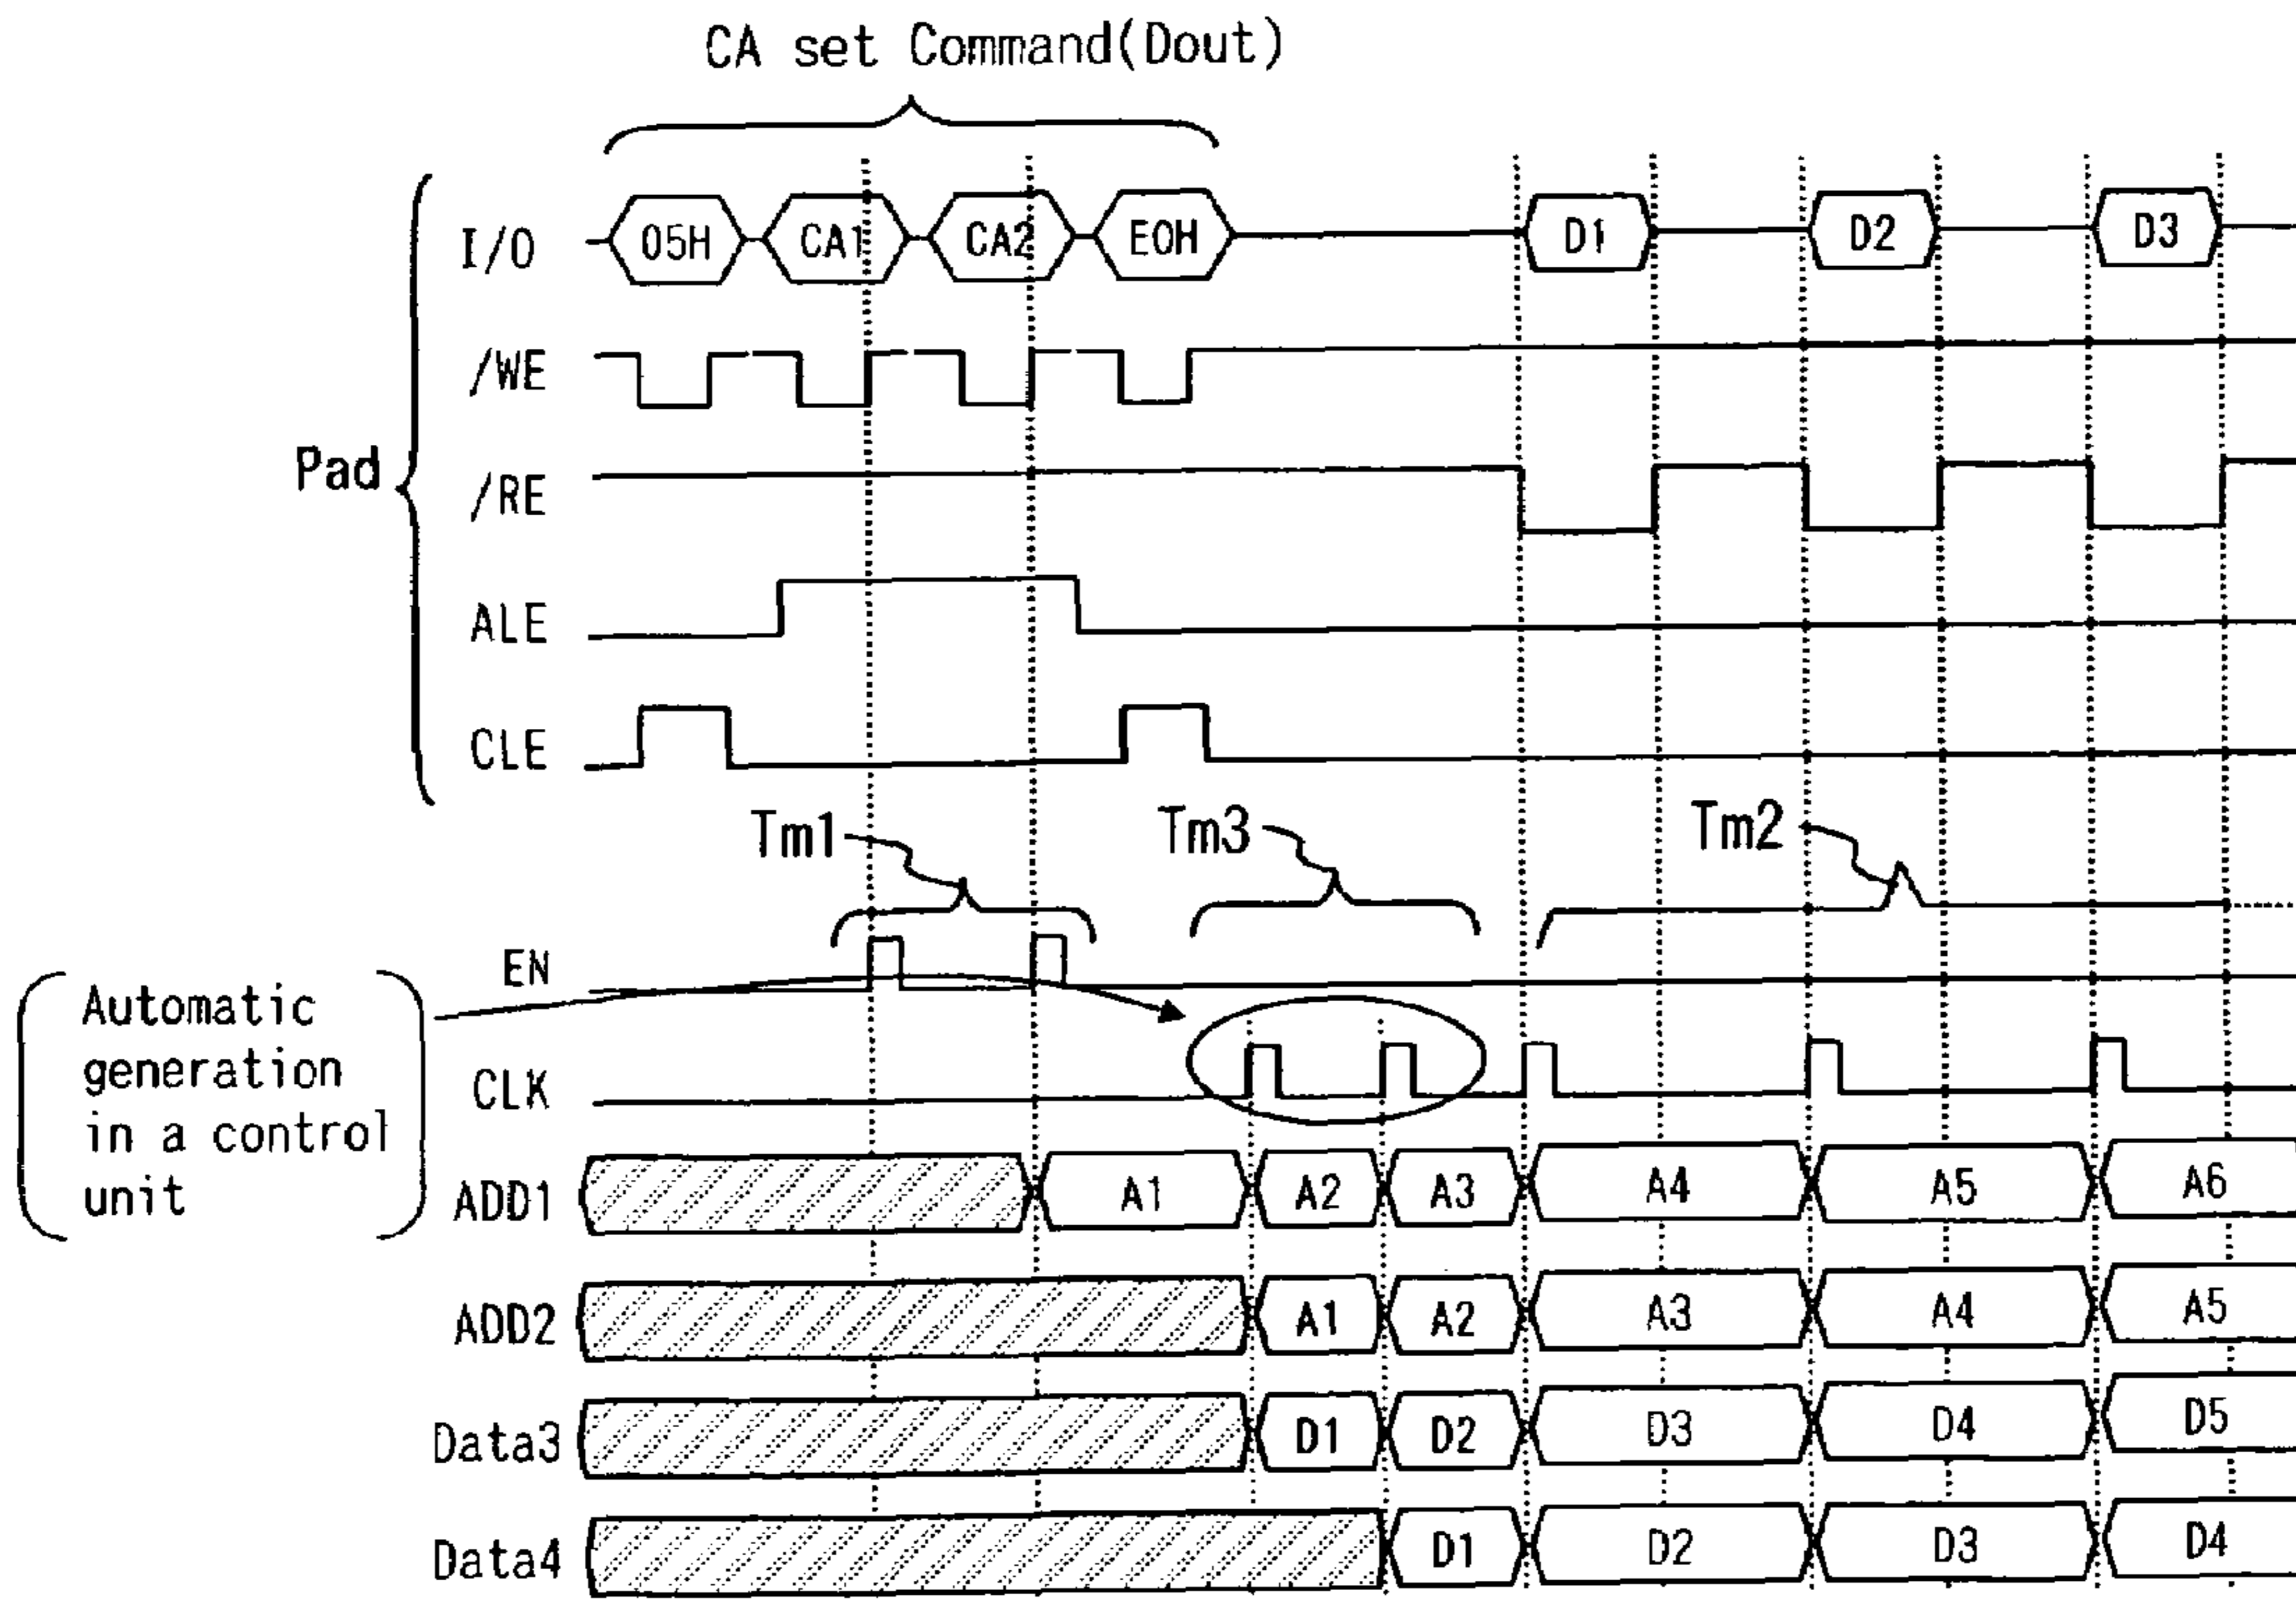 CA set Command(Dout)
I/O 05H CA1 CA2 E0H D1 D2 D3
/WE
Pad
/RE
ALE
CLE
Tm1 Tm3 Tm2
EN
Automatic
generation
in a control
unit
CLK
ADD1 A1 A2 A3 A4 A5 A6
ADD2 A1 A2 A3 A4 A5
Data3 D1 D2 D3 D4 D5
Data4 D1 D2 D3 D4